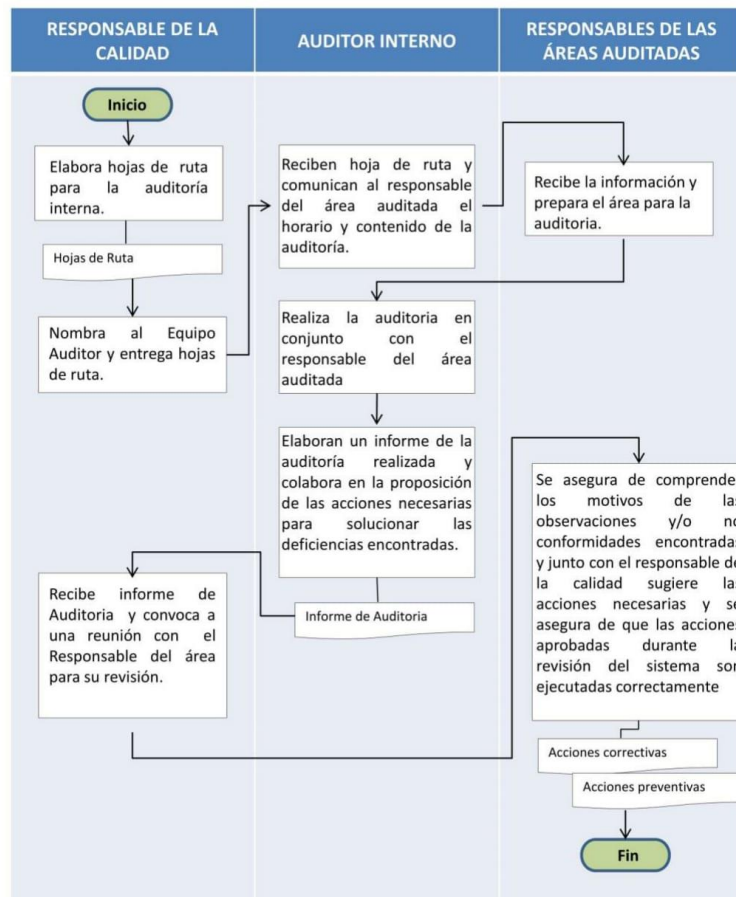 RESPONSABLE DE LA
CALIDAD
AUDITOR INTERNO
RESPONSABLES DE LAS
ÁREAS AUDITADAS
Inicio
Elabora hojas de ruta
para la auditoría
interna.
Hojas de Ruta
Nombra al Equipo
Auditor y entrega hojas
de ruta.
Reciben hoja de ruta y
comunican al responsable
del área auditada el
horario y contenido de la
auditoría.
Recibe la información y
prepara el área para la
auditoria.
Realiza la auditoria en
conjunto con el
responsable del área
auditada
Elaboran un informe de la
auditoría realizada y
colabora en la proposición
de las acciones necesarias
para solucionar las
deficiencias encontradas.
Informe de Auditoria
Recibe informe de
Auditoria y convoca a
una reunión con el
Responsable del área
para su revisión.
Se asegura de comprende
los motivos de las
observaciones y/o no
conformidades encontradas
y junto con el responsable de
la calidad sugiere las
acciones necesarias y se
asegura de que las acciones
aprobadas durante la
revisión del sistema son
ejecutadas correctamente
Acciones correctivas
Acciones preventivas
Fin